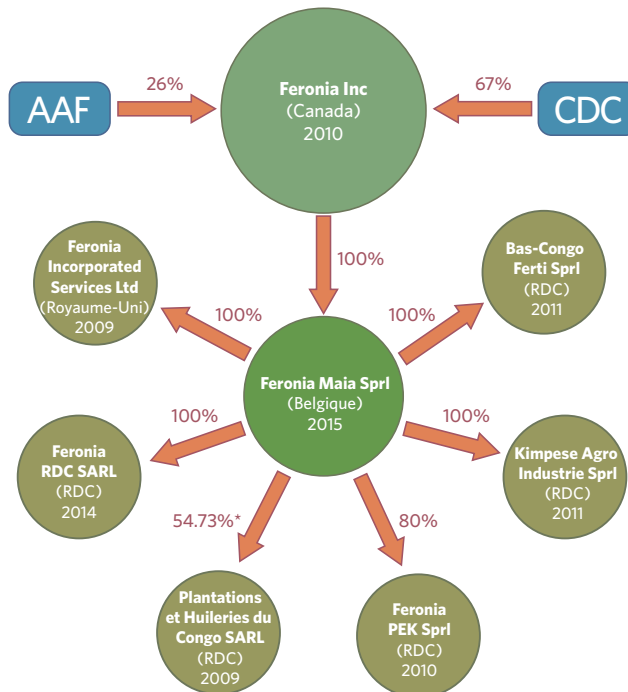 26%
67%
AAF
CDC
Feronia Inc
(Canada)
2010
100%
Feronia
Incorporated
Services Ltd
(Royaume-Uni)
2009
Bas-Congo
Ferti Sprl
(RDC)
2011
100%
100%
Feronia Maia Sprl
(Belgique)
2015
100%
100%
Feronia
RDC SARL
(RDC)
2014
Kimpese Agro
Industrie Sprl
(RDC)
2011
54.73%*
80%
Plantations
et Huileries du
Congo SARL
(RDC)
2009
Feronia
PEK Sprl
(RDC)
2010